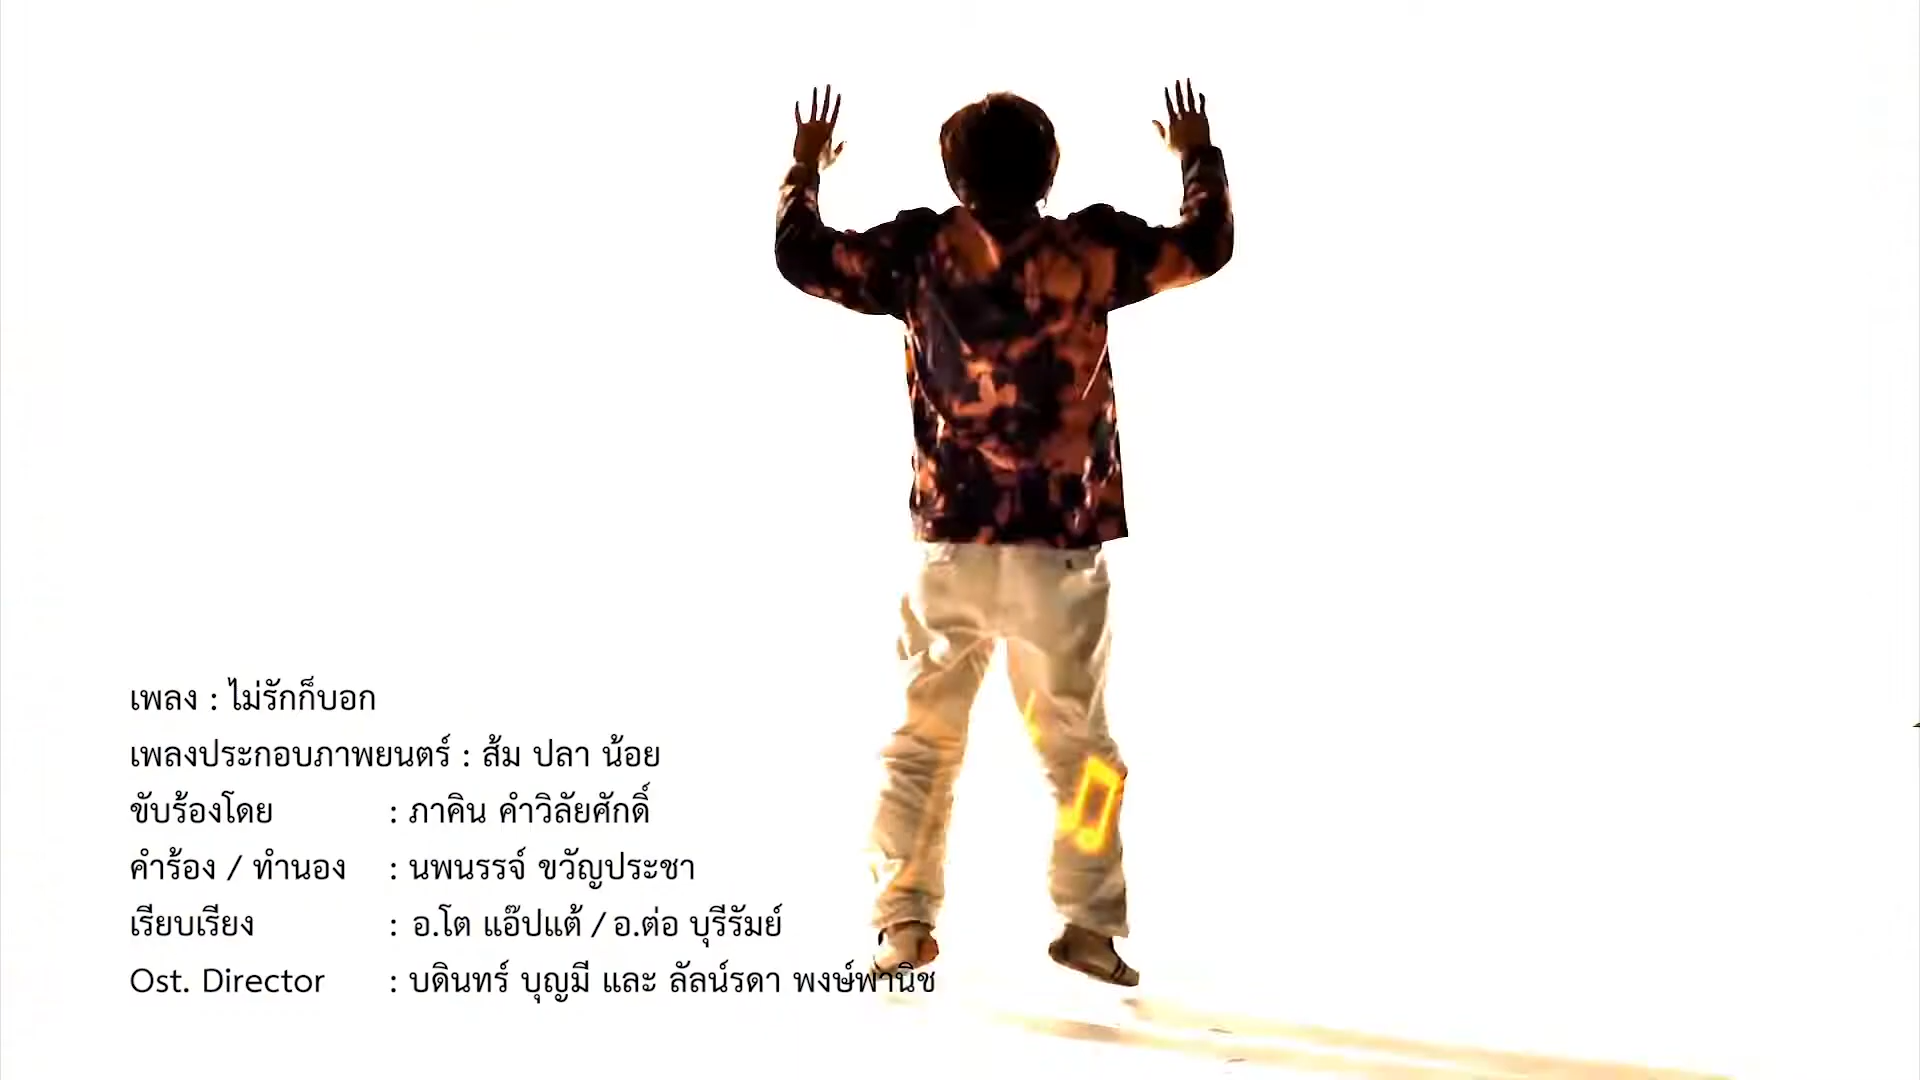 เพลง : ไม่รักก็บอก
เพลงประกอบภาพยนตร์ : ส้ม ปลา น้อย
ขับร้องโดย : ภาคิน คำวิลัยศักดิ์
คำร้อง / ทำนอง : นพนรรจ์ ขวัญประชา
เรียบเรียง : อ.โต แอ๊ปแต้ / อ.ต่อ บุรีรัมย์
Ost. Director : บดินทร์ บุญมี และ ลัลน์รดา พงษ์พานิช